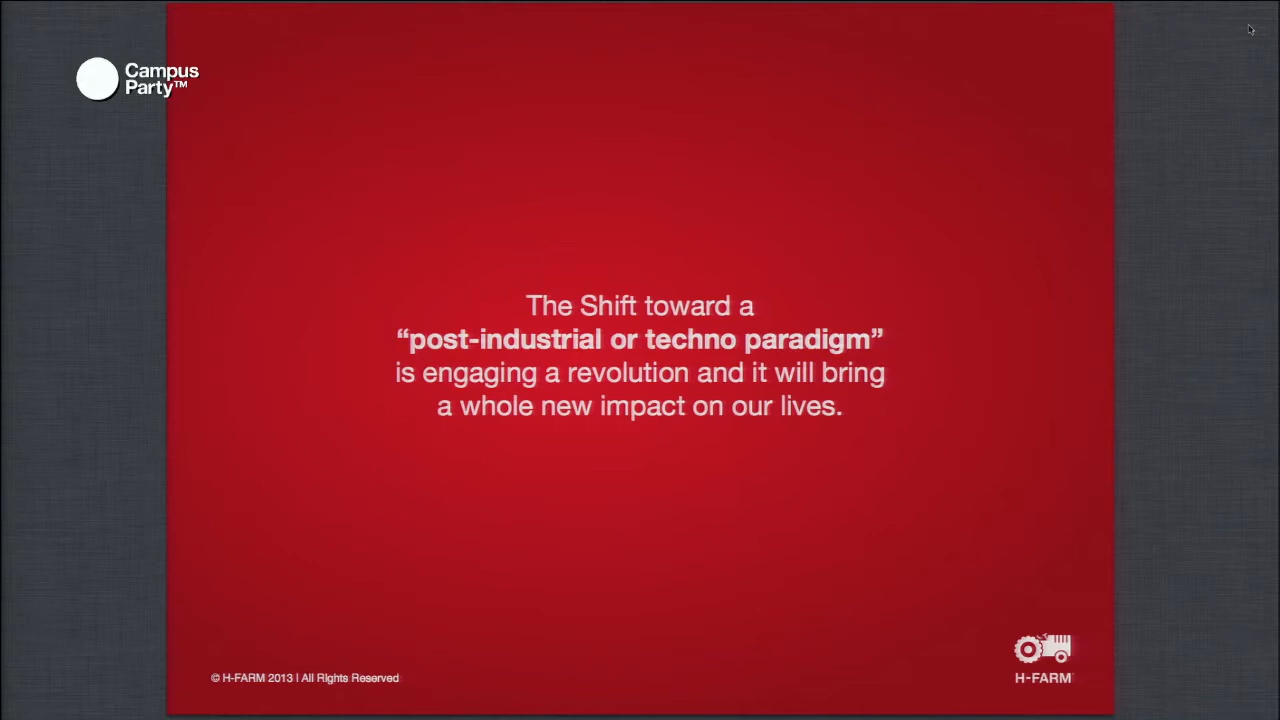 Campus
Party™
The Shift toward a
“post-industrial or techno paradigm”
is engaging a revolution and it will bring
a whole new impact on our lives.
© H-FARM 2013 | All Rights Reserved
H-FARM